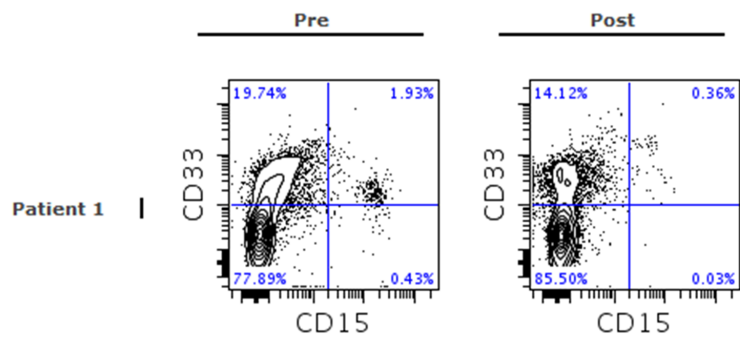 Pre Post
19.74% 1.93% 14.12% 0.36%
CD33 CD33
Patient 1
77.89% 0.43% 85.50% 0.03%
CD15 CD15